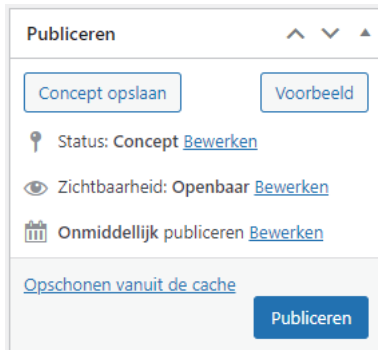 Publiceren
Concept opslaan Voorbeeld
Status: Concept Bewerken
Zichtbaarheid: Openbaar Bewerken
Onmiddellijk publiceren Bewerken
Opschonen vanuit de cache
Publiceren